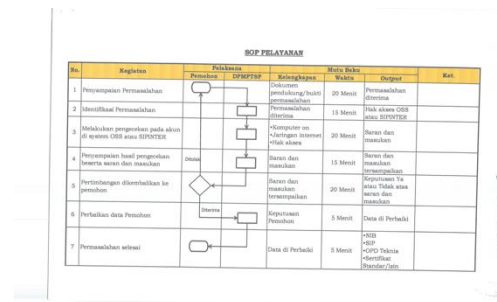 SOP PELAYANAN
No. Kegiatan Pelaksana Mutu Baku Ket.
Pemohon DPMPTSP Kelengkapan Waktu Output
1 Penyampaian Permasalahan
Dokumen
pendukung/bukti
permasalahan
20 Menit
Permasalahan
diterima
2 Identifikasi Permasalahan
Permasalahan
diterima
15 Menit
Hak akses OSS
atau SIPINTER
3 Melakukan pengecekan pada akun
di system OSS atau SIPINTER
•Komputer on
•Jaringan internet
•Hak akses
20 Menit
Saran dan
masukan
4 Penyampaian hasil pengecekan
beserta saran dan masukan
Ditolak
Saran dan
masukan
15 Menit
Saran dan
masukan
tersampaikan
5 Pertimbangan dikembalikan ke
pemohon
Saran dan
masukan
tersampaikan
20 Menit
Keputusan Ya
atau Tidak atas
saran dan
masukan
6 Perbaikan data Pemohon
Diterima
Keputusan
Pemohon
5 Menit
Data di Perbaiki
7 Permasalahan selesai
Data di Perbaiki
5 Menit
•NIB
•SIP
•OPD Teknis
•Sertifikat
Standar/izin